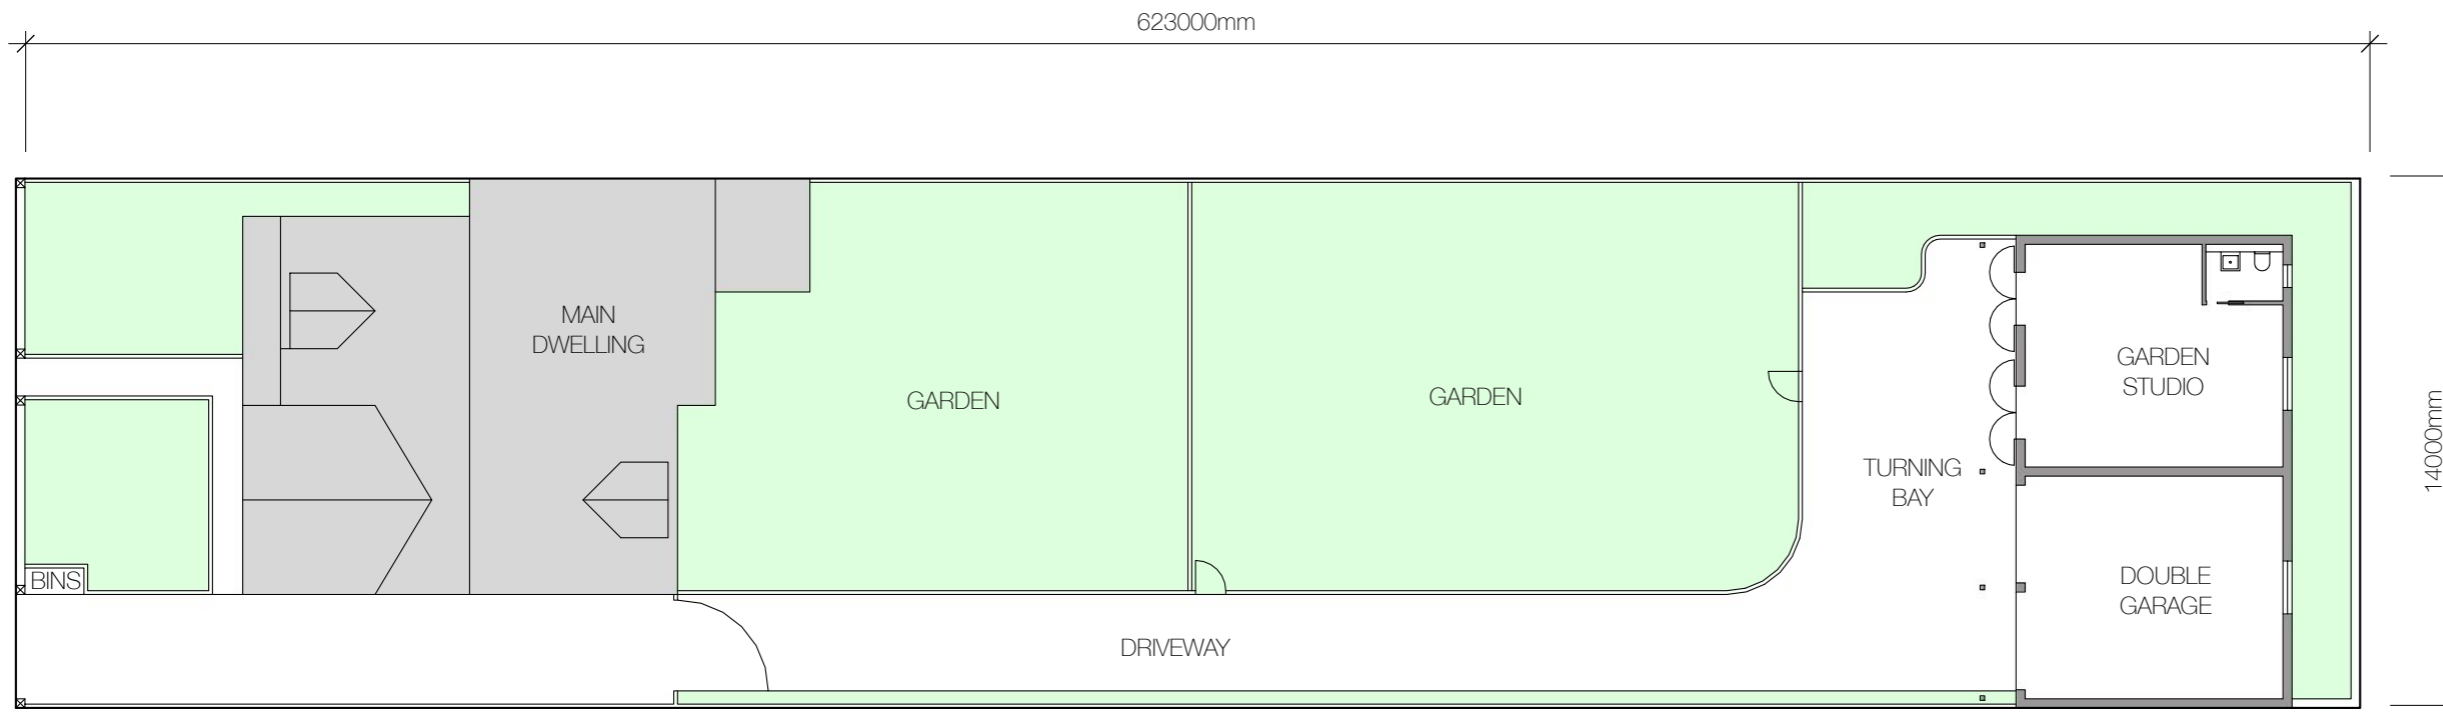 623000mm
MAIN
DWELLING
GARDEN
GARDEN
GARDEN
STUDIO
TURNING
BAY
14000mm
BINS
DOUBLE
GARAGE
DRIVEWAY